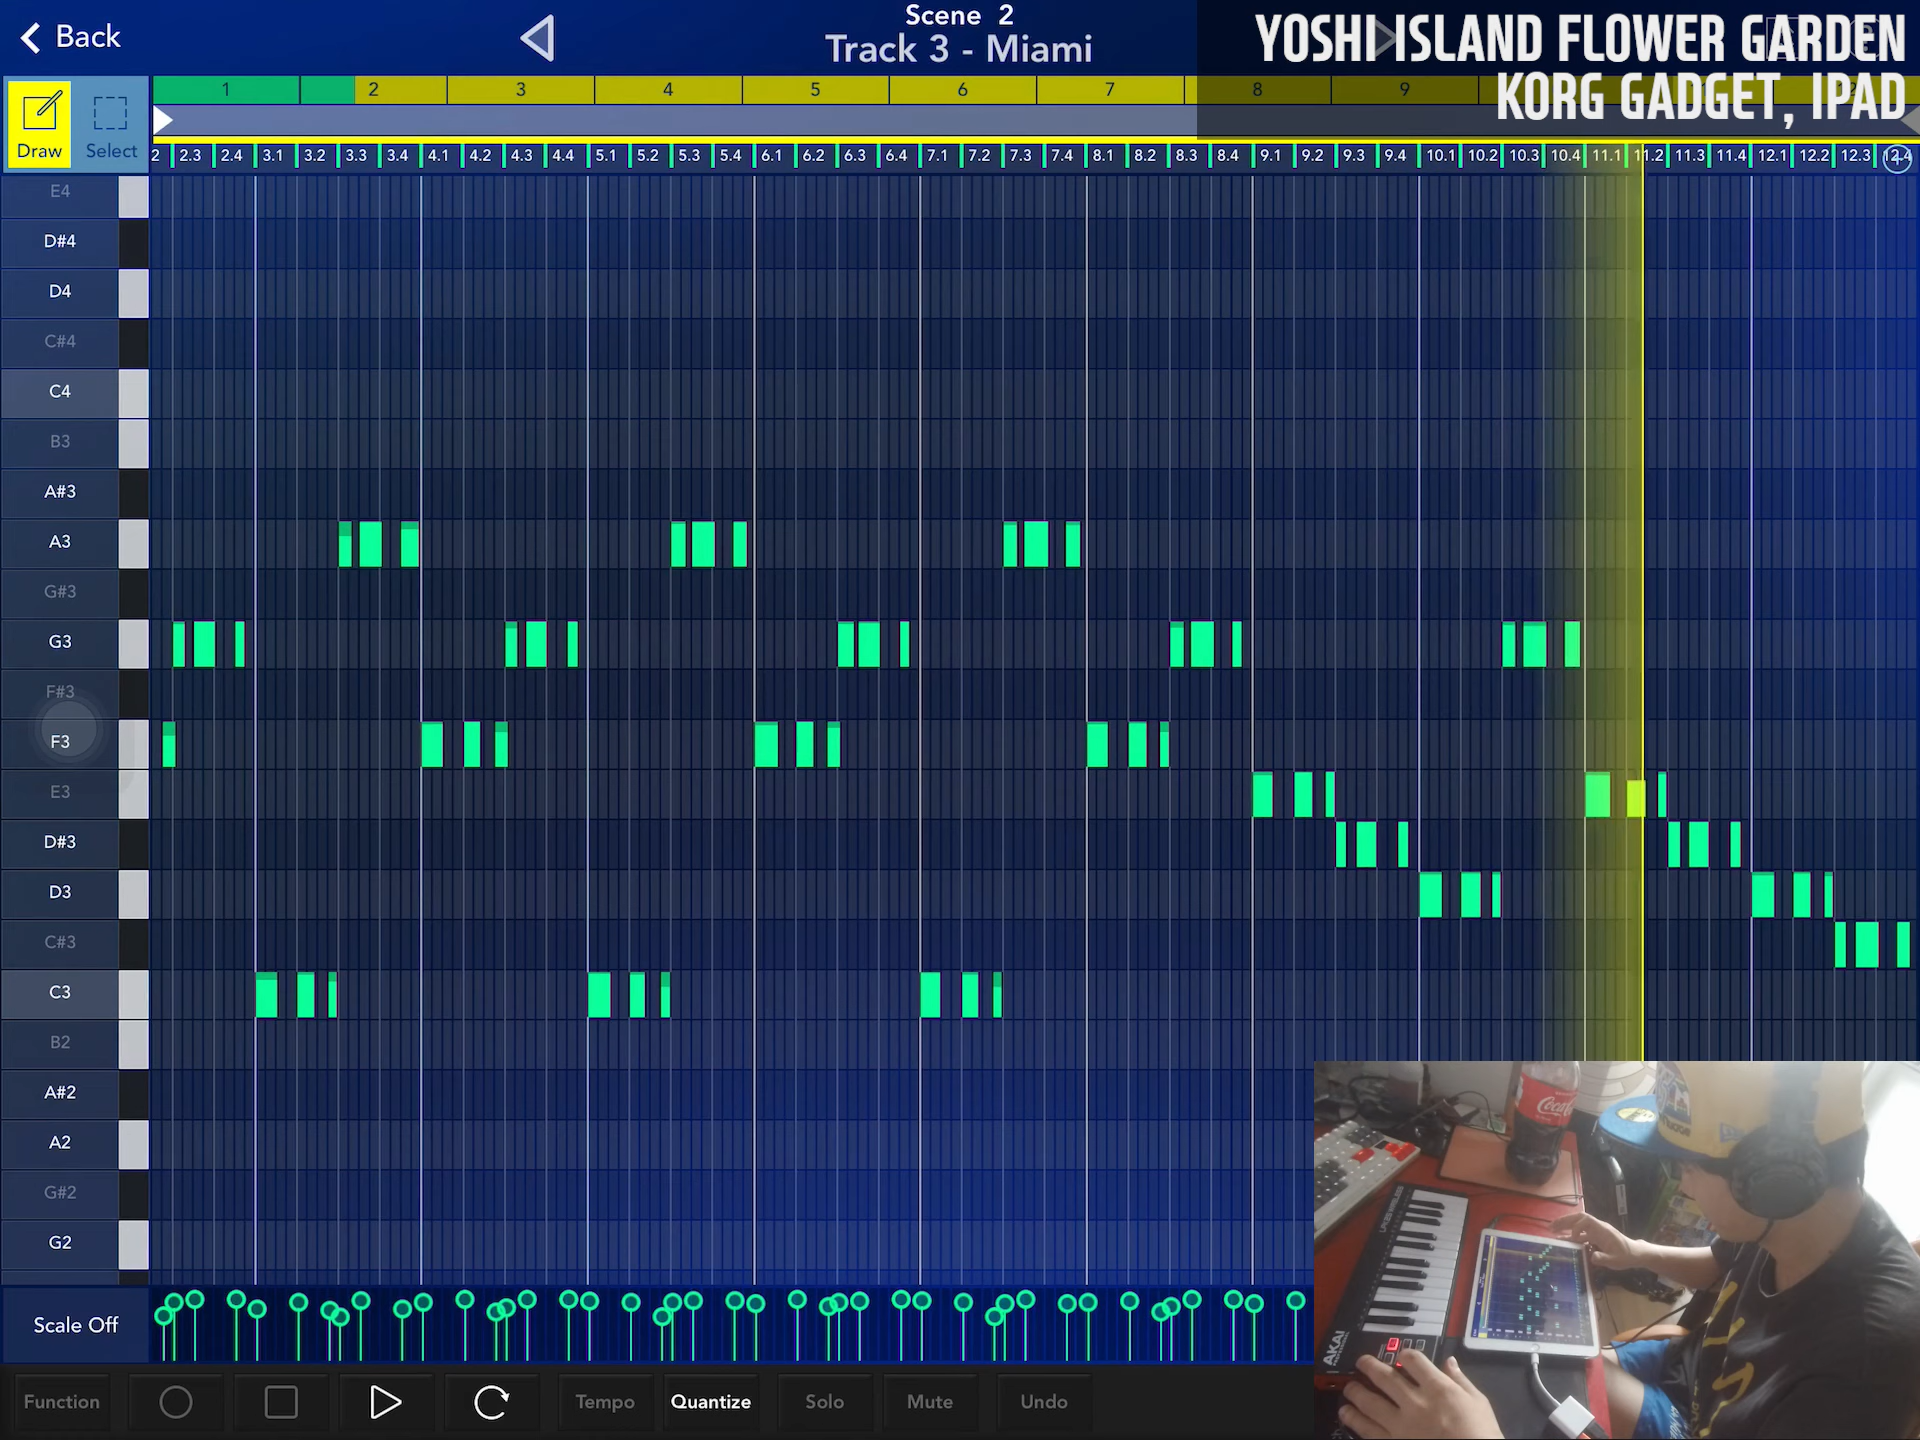 Back
Scene 2
Track 3 - Miami
YOSHI ISLAND FLOWER GARDEN
KORG GADGET, IPAD
Draw
Select
1 2 3 4 5 6 7 8 9
2 2.3 2.4 3.1 3.2 3.3 3.4 4.1 4.2 4.3 4.4 5.1 5.2 5.3 5.4 6.1 6.2 6.3 6.4 7.1 7.2 7.3 7.4 8.1 8.2 8.3 8.4 9.1 9.2 9.3 9.4 10.1 10.2 10.3 10.4 11.1 11.2 11.3 11.4 12.1 12.2 12.3 12.4
E4
D#4
D4
C#4
C4
B3
A#3
A3
G#3
G3
F#3
F3
E3
D#3
D3
C#3
C3
B2
A#2
A2
G#2
G2
Scale Off
Function
Tempo
Quantize
Solo
Mute
Undo
Coca
AKAI